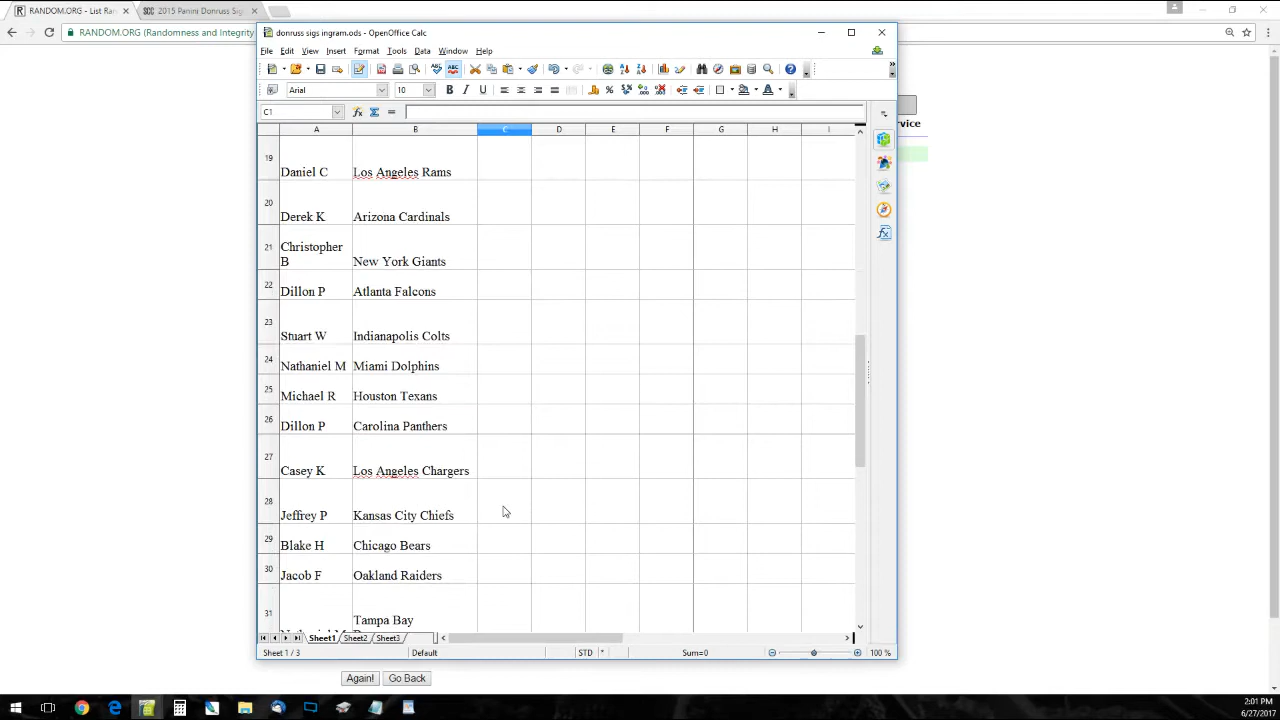 RANDOM.ORG - List Ran
2015 Panini Donruss Sig
RANDOM.ORG (Randomness and Integrity
donruss sigs ingram.ods - OpenOffice Calc
File Edit View Insert Format Tools Data Window Help
Arial 10
C1
A B C D E F G H I
19 Daniel C Los Angeles Rams
20 Derek K Arizona Cardinals
21 Christopher
B New York Giants
22 Dillon P Atlanta Falcons
23 Stuart W Indianapolis Colts
24 Nathaniel M Miami Dolphins
25 Michael R Houston Texans
26 Dillon P Carolina Panthers
27 Casey K Los Angeles Chargers
28 Jeffrey P Kansas City Chiefs
29 Blake H Chicago Bears
30 Jacob F Oakland Raiders
31 Tampa Bay
Sheet1 Sheet2 Sheet3
Sheet 1 / 3 Default STD * Sum=0 100 %
rvice
Again! Go Back
2:01 PM
6/27/2017